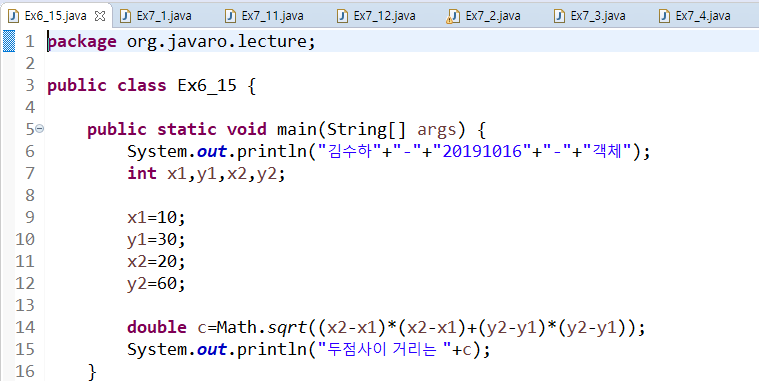 Ex6_15.java Ex7_1.java Ex7_11.java Ex7_12.java Ex7_2.java Ex7_3.java Ex7_4.java
1 package org.javaro.lecture;
2
3 public class Ex6_15 {
4
5 public static void main(String[] args) {
6 System.out.println("김수하"+"-"+"20191016"+"-"+"객체");
7 int x1,y1,x2,y2;
8
9 x1=10;
10 y1=30;
11 x2=20;
12 y2=60;
13
14 double c=Math.sqrt((x2-x1)*(x2-x1)+(y2-y1)*(y2-y1));
15 System.out.println("두점사이 거리는 "+c);
16 }